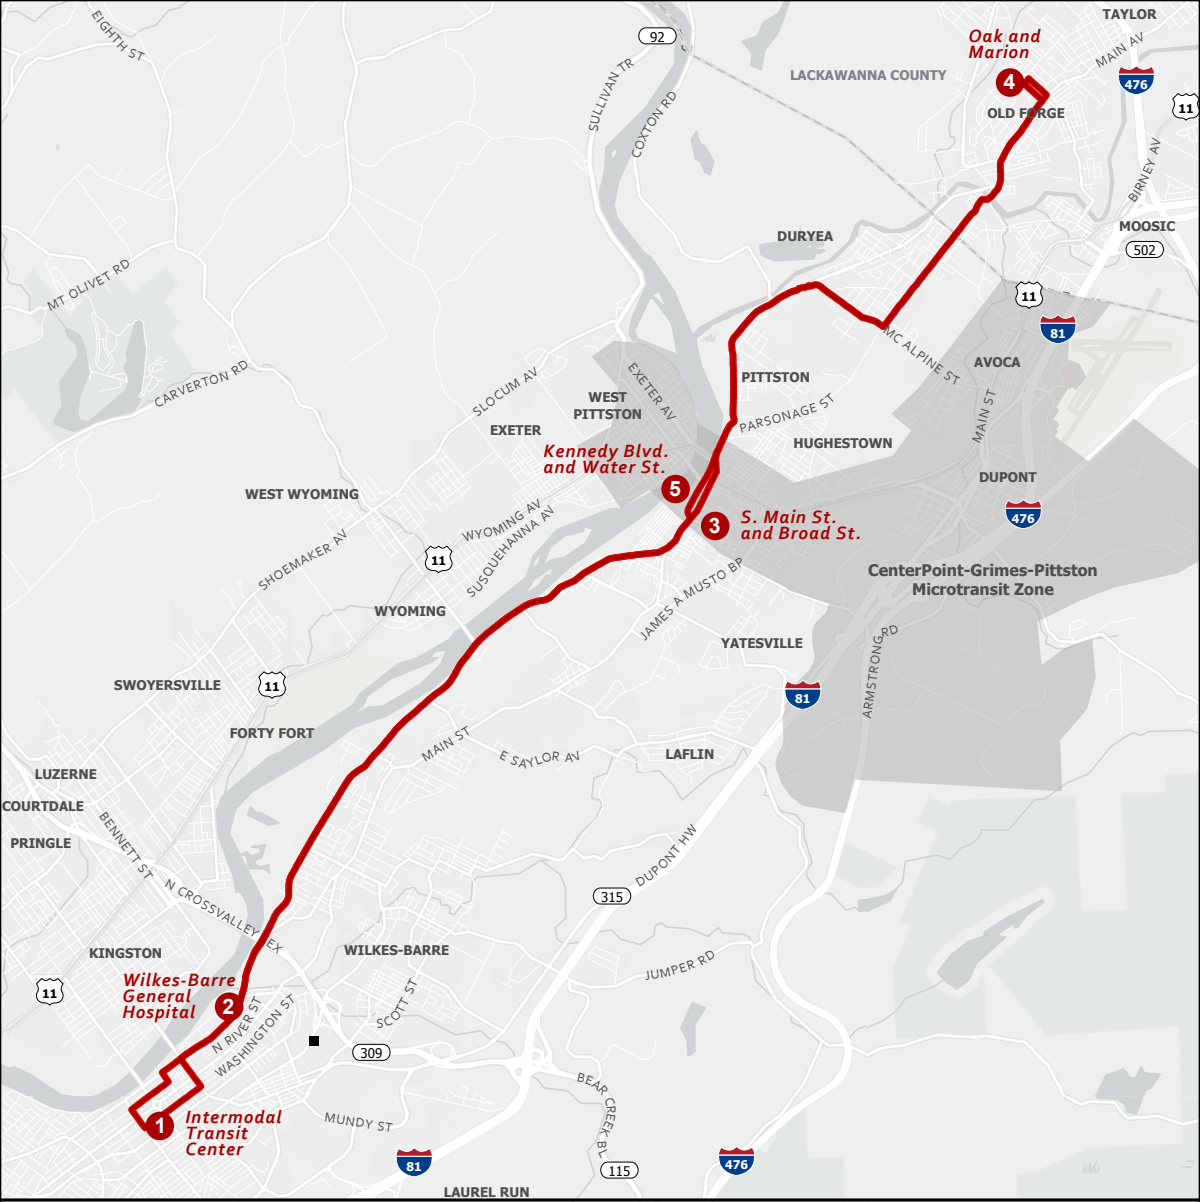 TAYLOR
EIGHTH ST
92
Oak and
Marion
MAIN AV
LACKAWANNA COUNTY
476
4
SULLIVAN TR
COXTON RD
OLD FORGE
11
BIRNEY AV
MOOSIC
DURYEA
502
MT OLIVET RD
11
81
MC ALPINE ST
AVOCA
CARVERTON RD
SLOCUM AV
EXETER AV
PITTSTON
WEST
PITTSTON
PARSONAGE ST
MAIN ST
EXETER
HUGHESTOWN
Kennedy Blvd.
and Water St.
DUPONT
5
WEST WYOMING
476
S. Main St.
and Broad St.
3
WYOMING AV
SUSQUEHANNA AV
SHOEMAKER AV
11
CenterPoint-Grimes-Pittston
Microtransit Zone
JAMES A MUSTO BP
WYOMING
YATESVILLE
ARMSTRONG RD
SWOYERSVILLE
11
81
FORTY FORT
MAIN ST
E SAYLOR AV
LAFLIN
LUZERNE
COURTDALE
BENNETT ST
PRINGLE
DUPONT HW
315
N CROSSVALLEY EX
KINGSTON
WILKES-BARRE
JUMPER RD
Wilkes-Barre
General
Hospital
2
11
SCOTT ST
N RIVER ST
WASHINGTON ST
309
BEAR CREEK BL
1
Intermodal
Transit
Center
MUNDY ST
81
115
476
LAUREL RUN